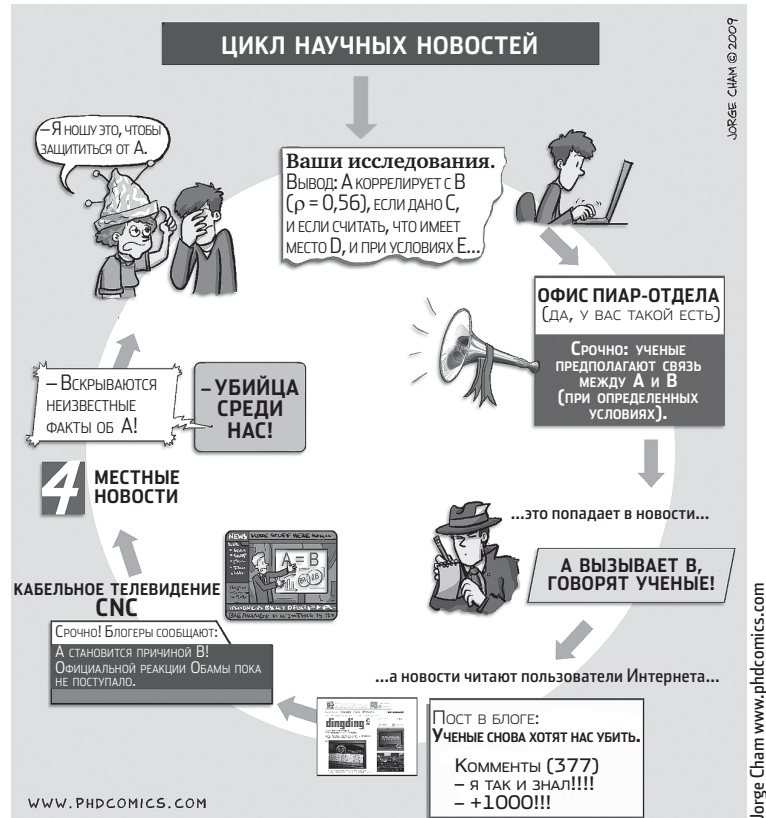 ЦИКЛ НАУЧНЫХ НОВОСТЕЙ
JORGE CHAM © 2009
– Я НОШУ ЭТО, ЧТОБЫ
ЗАЩИТИТЬСЯ ОТ А.
Ваши исследования.
ВЫВОД: А КОРРЕЛИРУЕТ С В
(ρ = 0,56), ЕСЛИ ДАНО С,
И ЕСЛИ СЧИТАТЬ, ЧТО ИМЕЕТ
МЕСТО D, И ПРИ УСЛОВИЯХ Е...
ОФИС ПИАР-ОТДЕЛА
(ДА, У ВАС ТАКОЙ ЕСТЬ)
СРОЧНО: УЧЕНЫЕ
ПРЕДПОЛАГАЮТ СВЯЗЬ
МЕЖДУ А И В
(ПРИ ОПРЕДЕЛЕННЫХ
УСЛОВИЯХ).
...это попадает в новости...
А ВЫЗЫВАЕТ В,
ГОВОРЯТ УЧЕНЫЕ!
...а новости читают пользователи Интернета...
ПОСТ В БЛОГЕ:
УЧЕНЫЕ СНОВА ХОТЯТ НАС УБИТЬ.
КОММЕНТЫ (377)
– Я ТАК И ЗНАЛ!!!!
– +1000!!!
dingding
КАБЕЛЬНОЕ ТЕЛЕВИДЕНИЕ
CNC
СРОЧНО! БЛОГЕРЫ СООБЩАЮТ:
А СТАНОВИТСЯ ПРИЧИНОЙ В!
ОФИЦИАЛЬНОЙ РЕАКЦИИ ОБАМЫ ПОКА
НЕ ПОСТУПАЛО.
NEWS MORE STUFF HERE
A = B
4 МЕСТНЫЕ
НОВОСТИ
– ВСКРЫВАЮТСЯ
НЕИЗВЕСТНЫЕ
ФАКТЫ ОБ А!
– УБИЙЦА
СРЕДИ
НАС!
WWW.PHDCOMICS.COM
Jorge Cham www.phdcomics.com